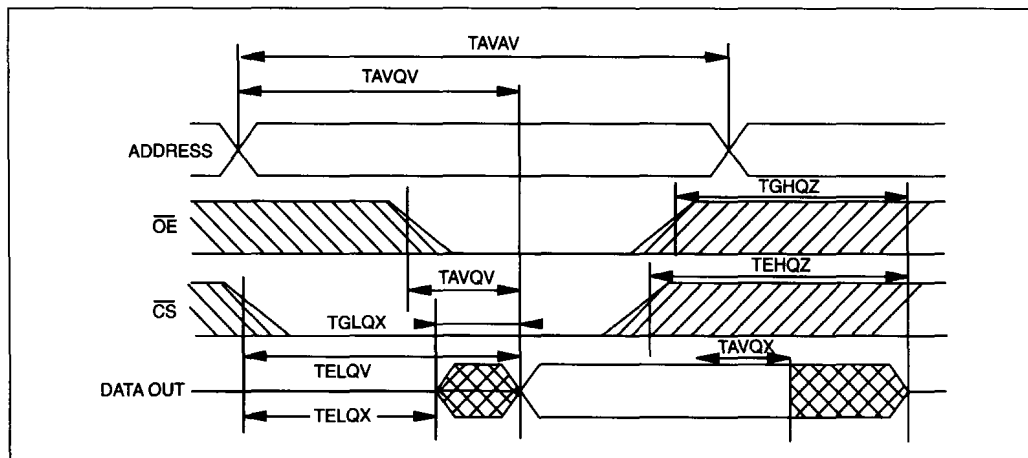 TAVAV
TAVQV
ADDRESS
TGHQZ
OE
TEHQZ
TAVQV
CS
TGLQX
TAVQX
TELQV
DATA OUT
TELQX